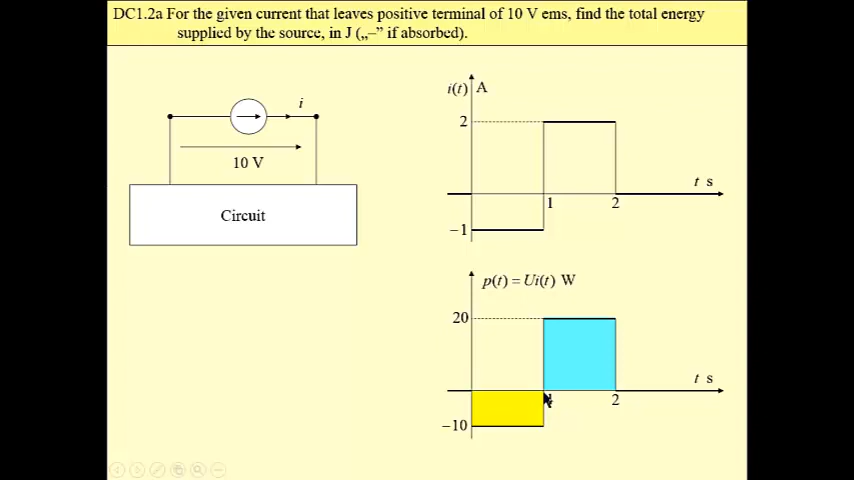 DC1.2a For the given current that leaves positive terminal of 10 V ems, find the total energy
supplied by the source, in J („–” if absorbed).
i(t) A
i
2
10 V
t s
1
2
Circuit
–1
p(t) = Ui(t) W
20
t s
2
–10